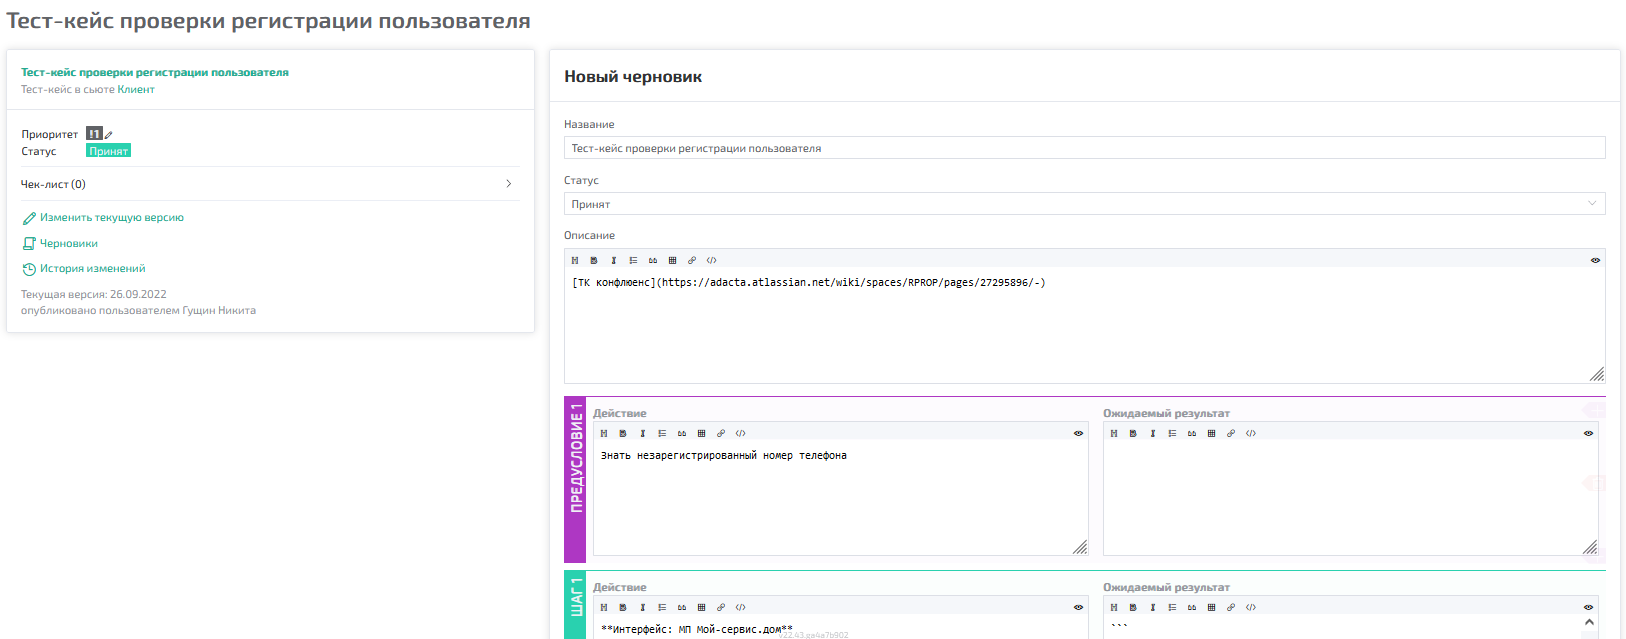 Тест-кейс проверки регистрации пользователя
Тест-кейс проверки регистрации пользователя
Тест-кейс в сьюте Клиент
Приоритет !1
Статус Принят
Чек-лист (0)
Изменить текущую версию
Черновики
История изменений
Текущая версия: 26.09.2022
опубликовано пользователем Гущин Никита
Новый черновик
Название
Тест-кейс проверки регистрации пользователя
Статус
Принят
Описание
[ТК конфлюенс](https://adacta.atlassian.net/wiki/spaces/RPROP/pages/27295896/-)
ПРЕДУСЛОВИЕ 1
Действие
Ожидаемый результат
Знать незарегистрированный номер телефона
ШАГ 1
Действие
Ожидаемый результат
**Интерфейс: МП Мой-сервис.дом**
```
v22.43.ga4a7b902